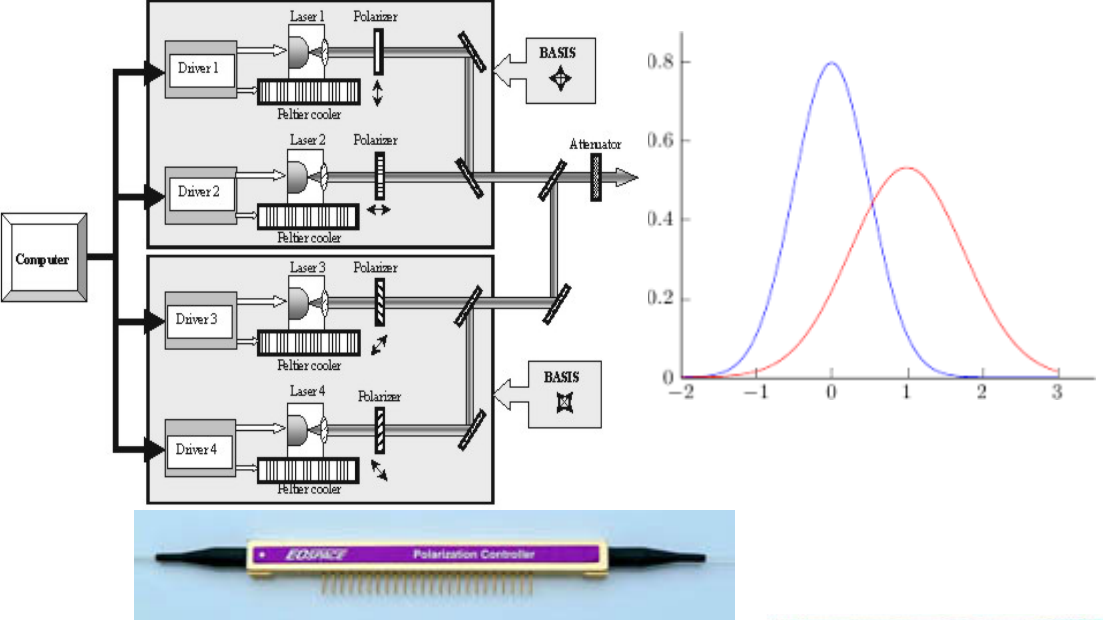 Laser 1
Polarizer
Driver 1
Peltier cooler
BASIS
Laser 2
Polarizer
Attenuator
Driver 2
Peltier cooler
Computer
Laser 3
Polarizer
Driver 3
Peltier cooler
BASIS
Laser 4
Polarizer
Driver 4
Peltier cooler
0.8
0.6
0.4
0.2
0
−2 −1 0 1 2 3
EOSPACE Polarization Controller